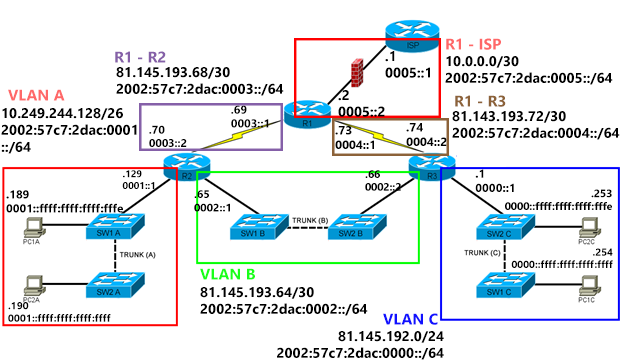 ISP
R1 - ISP
10.0.0.0/30
2002:57c7:2dac:0005::/64
.1
0005::1
.2
0005::2
R1
R1 - R2
81.145.193.68/30
2002:57c7:2dac:0003::/64
VLAN A
10.249.244.128/26
2002:57c7:2dac:0001
::/64
.69
0003::1
.70
0003::2
R1 - R3
81.143.193.72/30
2002:57c7:2dac:0004::/64
.73
0004::1
.74
0004::2
R2
R3
.129
0001::1
.65
0002::1
.66
0002::2
.1
0000::1
.189
0001::ffff:ffff:ffff:fffe
PC1A
SW1 A
TRUNK (A)
PC2A
SW2 A
.190
0001::ffff:ffff:ffff:ffff
SW1 B
TRUNK (B)
SW2 B
VLAN B
81.145.193.64/30
2002:57c7:2dac:0002::/64
.253
0000::ffff:ffff:ffff:fffe
SW2 C
PC2C
TRUNK (C)
.254
0000::ffff:ffff:ffff:ffff
SW1 C
PC1C
VLAN C
81.145.192.0/24
2002:57c7:2dac:0000::/64